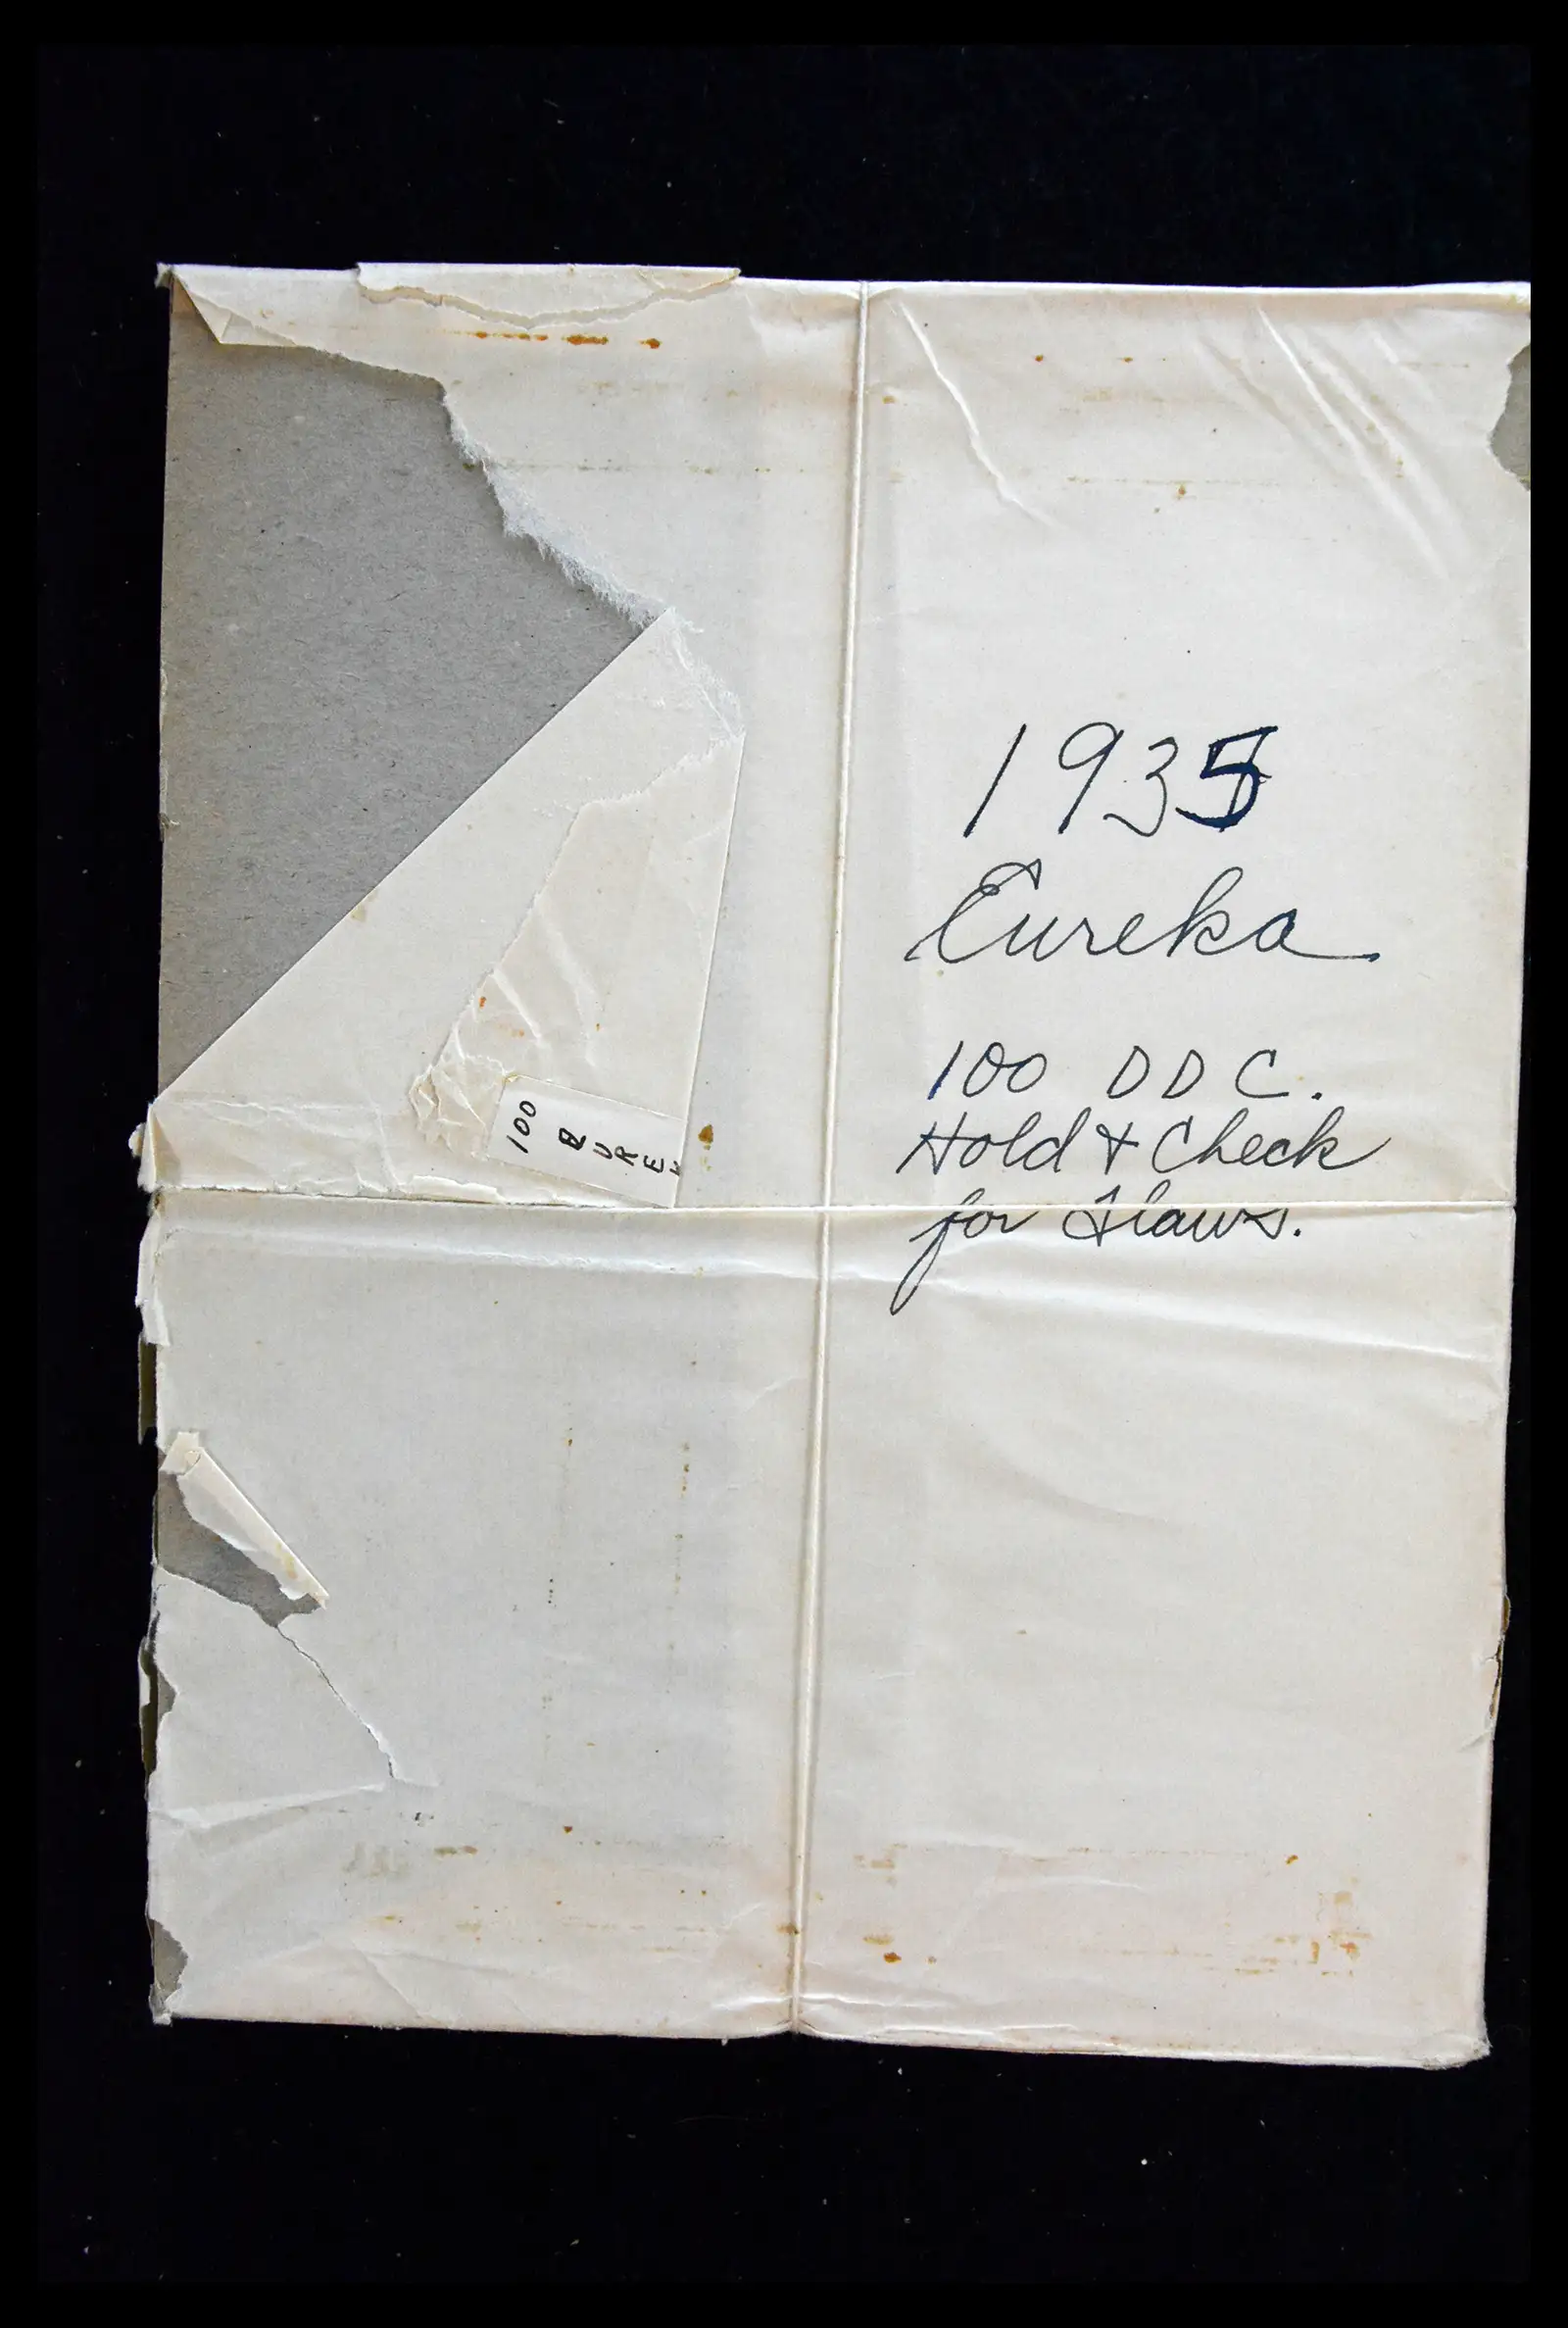 1935
Eureka
100 DDC.
Hold + Check
for Flaws.
100
EUREK